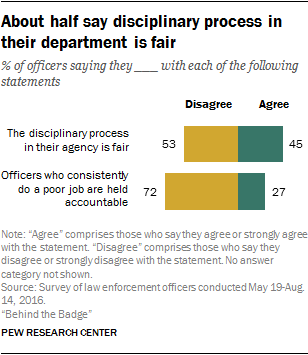 About half say disciplinary process in
their department is fair
% of officers saying they ____ with each of the following
statements
Disagree Agree
The disciplinary process
in their agency is fair
53 45
Officers who consistently
do a poor job are held
accountable
72 27
Note: “Agree” comprises those who say they agree or strongly agree
with the statement. “Disagree” comprises those who say they
disagree or strongly disagree with the statement. No answer
category not shown.
Source: Survey of law enforcement officers conducted May 19-Aug.
14, 2016.
“Behind the Badge”
PEW RESEARCH CENTER